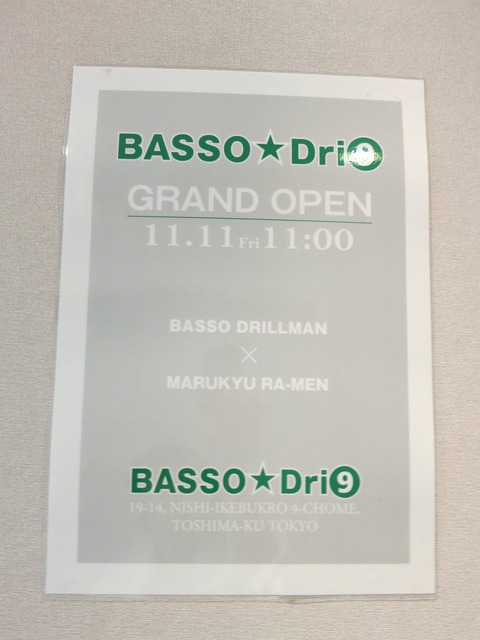 BASSO★Dri9
GRAND OPEN
11.11 Fri 11:00
BASSO DRILLMAN
×
MARUKYU RA-MEN
BASSO★Dri9
19-14, NISHI-IKEBUKRO 4-CHOME,
TOSHIMA-KU TOKYO